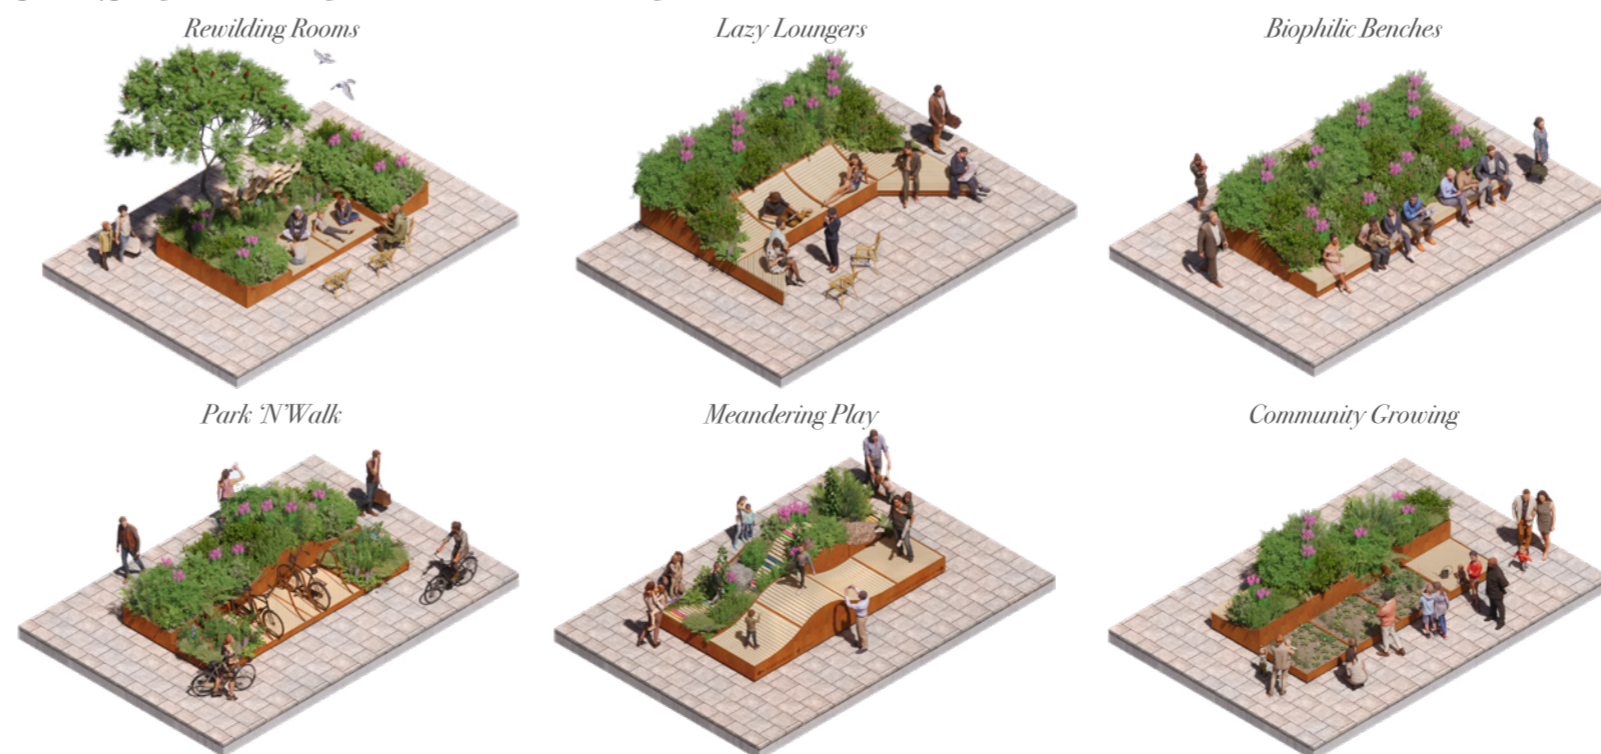 Rewilding Rooms
Lazy Loungers
Biophilic Benches
Park 'N' Walk
Meandering Play
Community Growing